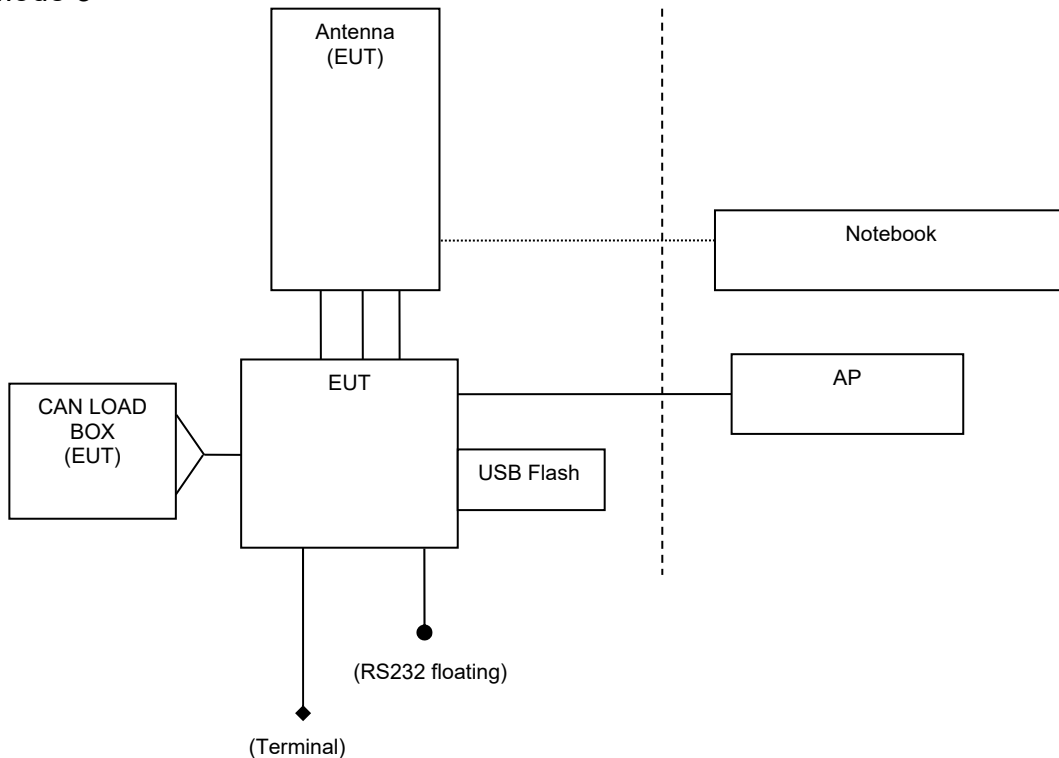 Antenna
(EUT)
Notebook
EUT
AP
CAN LOAD
BOX
(EUT)
USB Flash
(RS232 floating)
(Terminal)